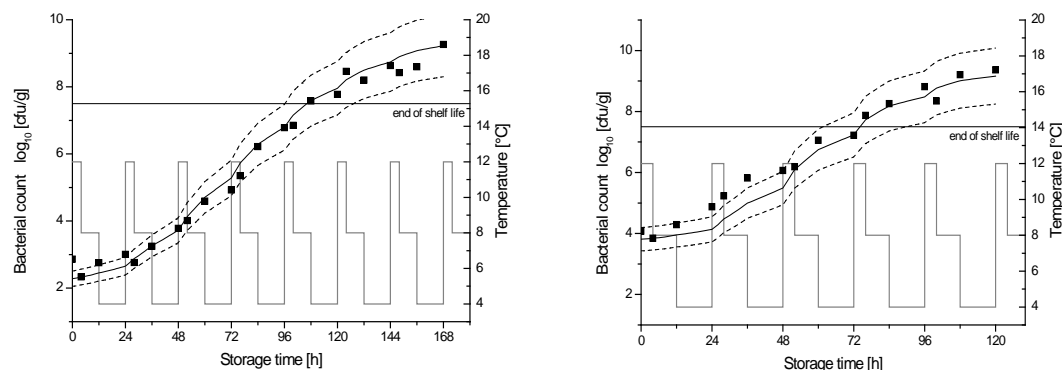 10
8
6
4
2
Bacterial count log10 [cfu/g]
20
18
16
14
12
10
8
6
4
Temperature [°C]
end of shelf life
0 24 48 72 96 120 144 168
Storage time [h]
10
8
6
4
2
Bacterial count log10 [cfu/g]
20
18
16
14
12
10
8
6
4
Temperature [°C]
end of shelf life
0 24 48 72 96 120
Storage time [h]